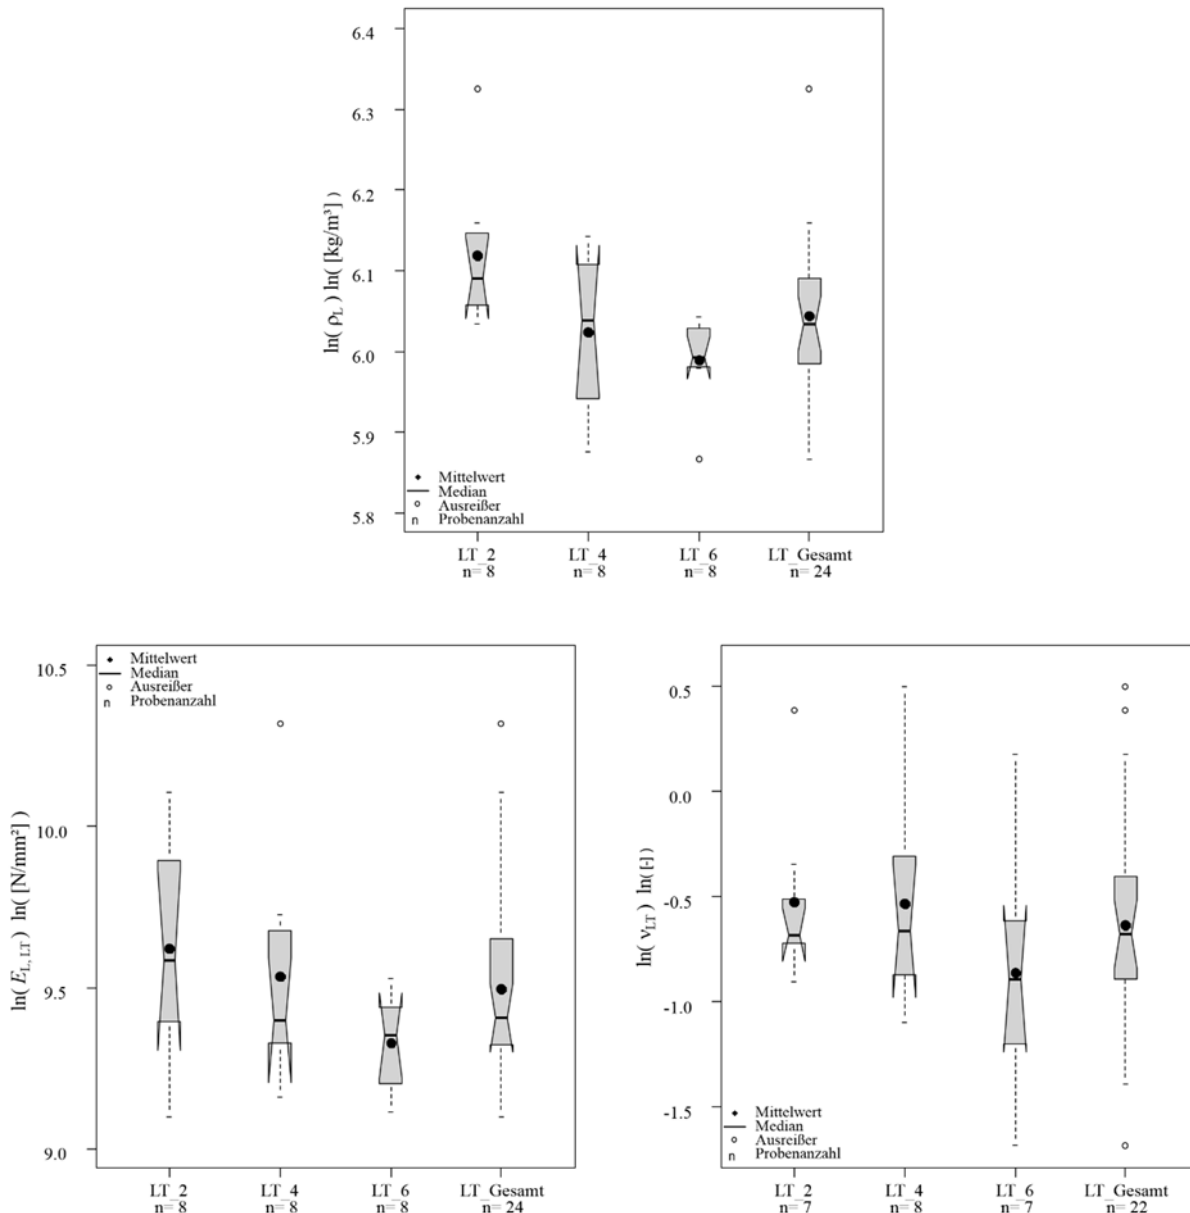 6.4
6.3
6.2
6.1
6.0
5.9
5.8
ln( ρL ) ln( [kg/m³] )
Mittelwert
Median
Ausreißer
n Probenanzahl
LT_2 LT_4 LT_6 LT_Gesamt
n= 8 n= 8 n= 8 n= 24
10.5
10.0
9.5
9.0
ln( EL, LT ) ln( [N/mm²] )
Mittelwert
Median
Ausreißer
n Probenanzahl
LT_2 LT_4 LT_6 LT_Gesamt
n= 8 n= 8 n= 8 n= 24
0.5
0.0
-0.5
-1.0
-1.5
ln( νLT ) ln( [-] )
Mittelwert
Median
Ausreißer
n Probenanzahl
LT_2 LT_4 LT_6 LT_Gesamt
n= 7 n= 8 n= 7 n= 22